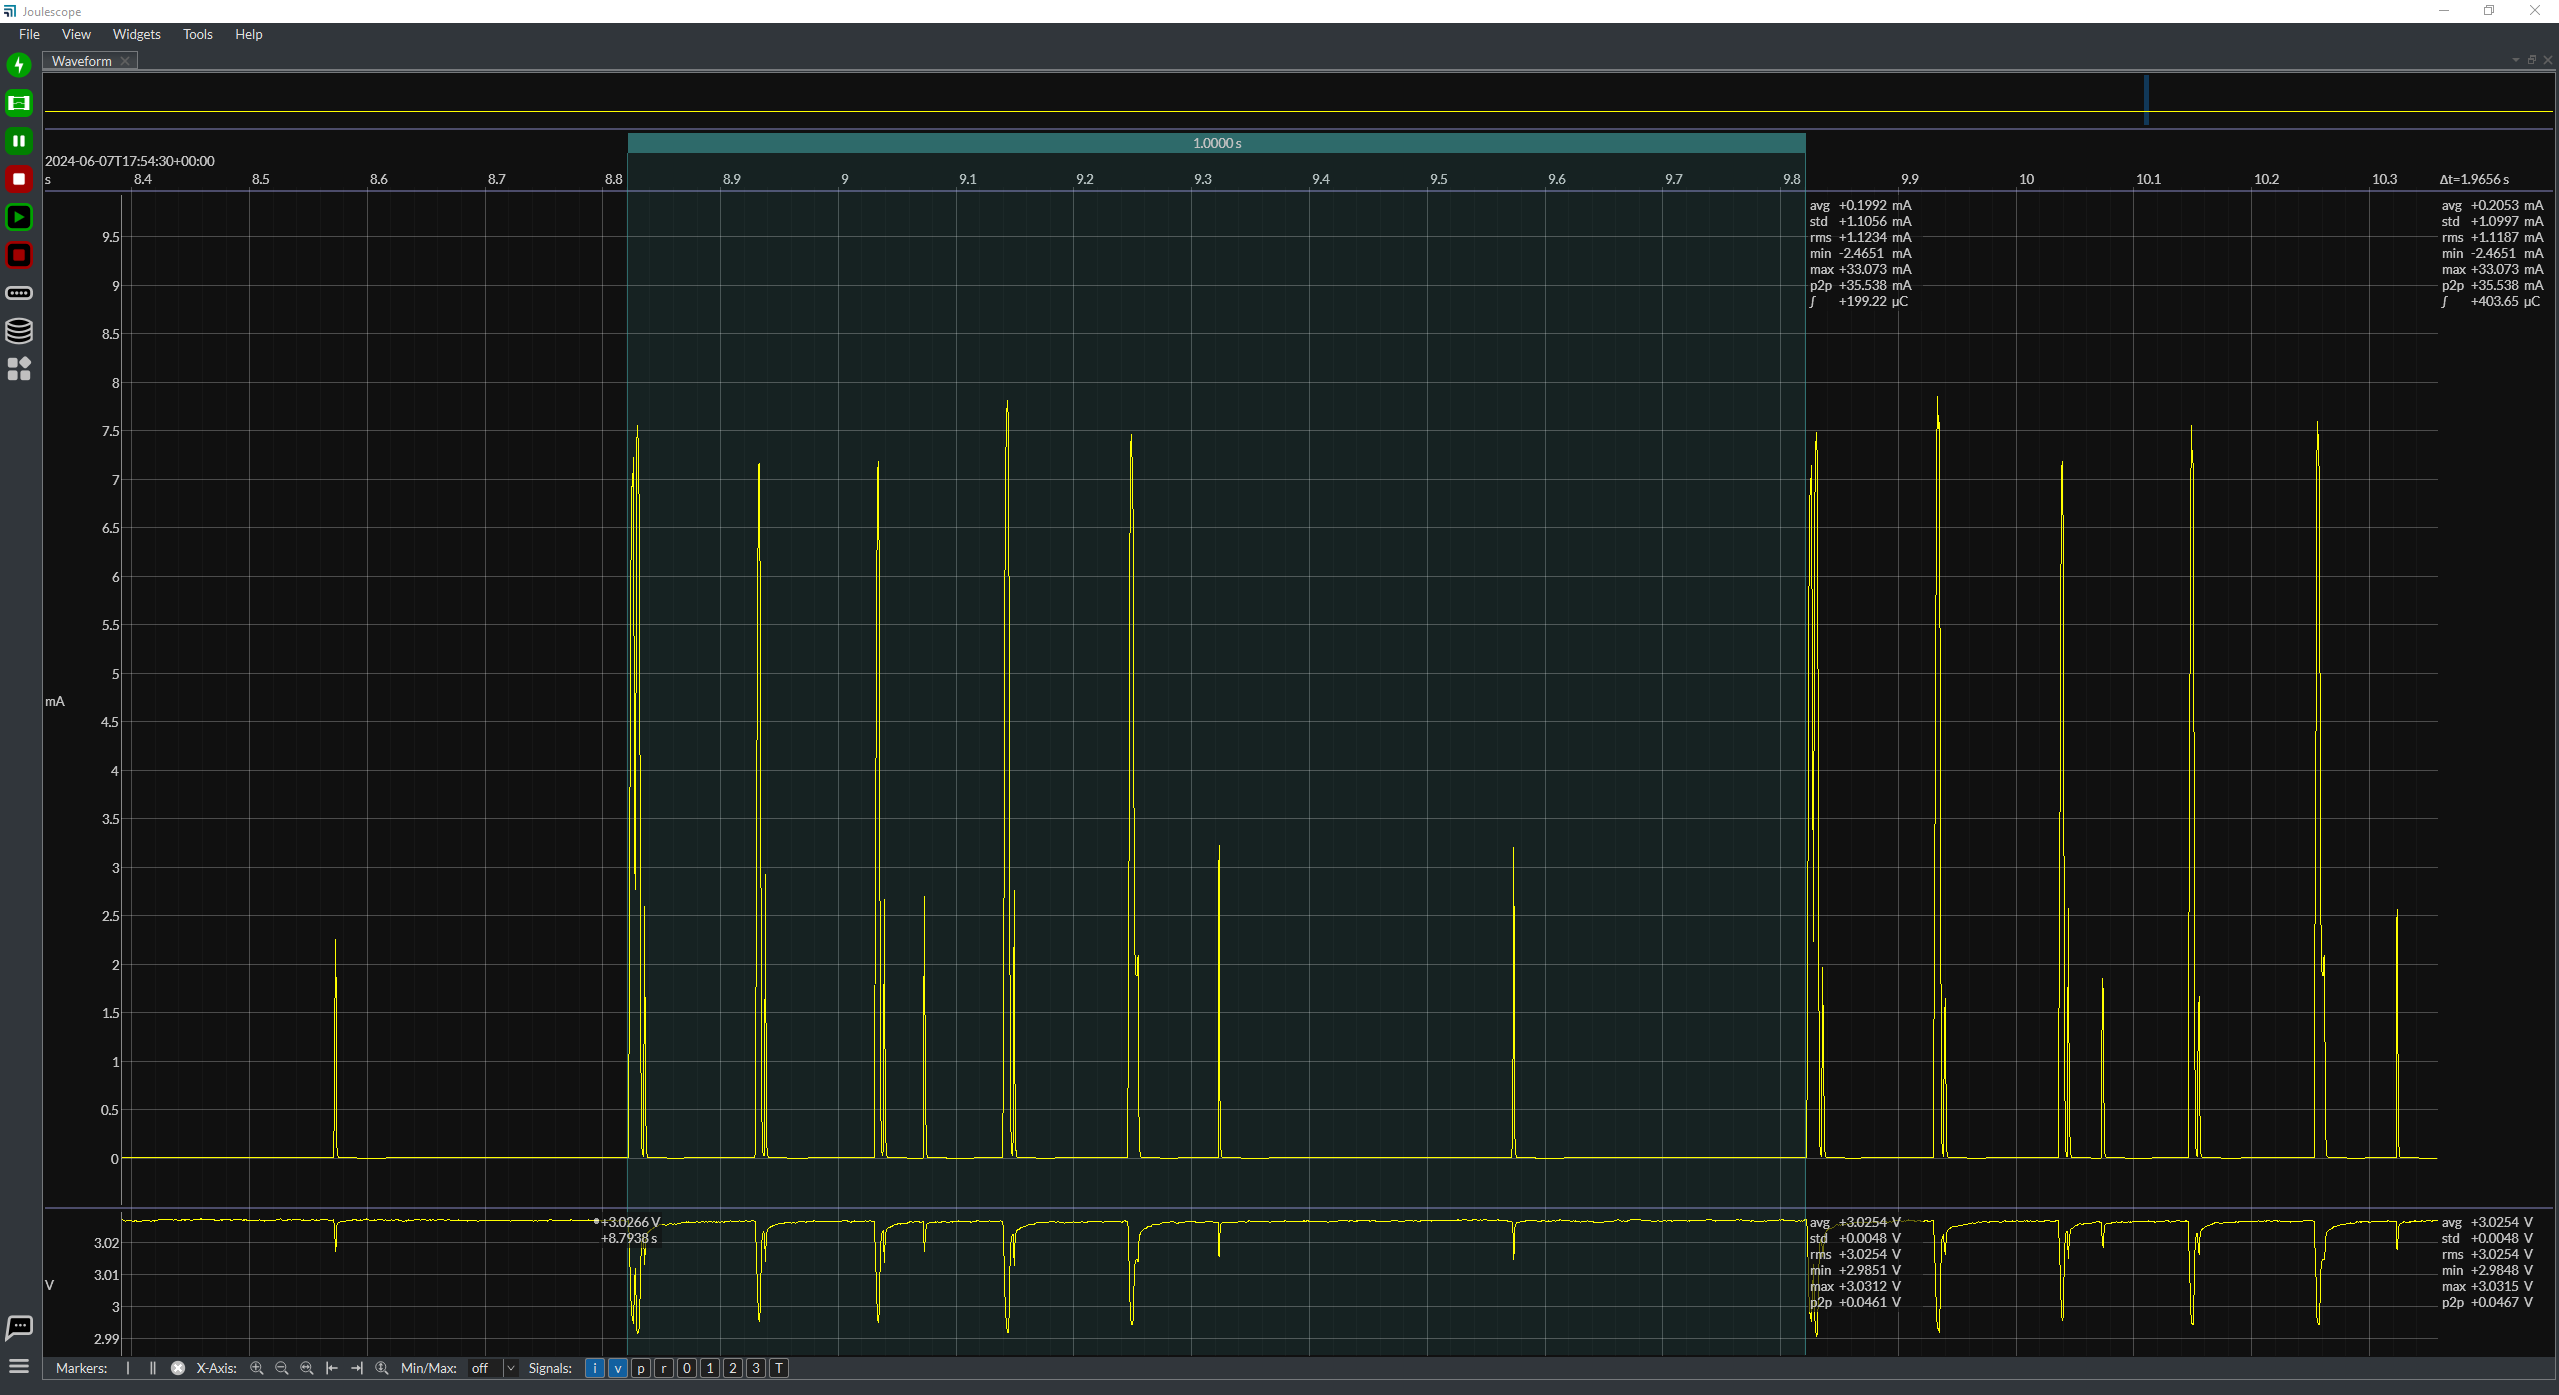 Joulescope
File View Widgets Tools Help
Waveform
1.0000 s
2024-06-07T17:54:30+00:00
s 8.4 8.5 8.6 8.7 8.8 8.9 9 9.1 9.2 9.3 9.4 9.5 9.6 9.7 9.8 9.9 10 10.1 10.2 10.3 Δt=1.9656 s
avg +0.1992 mA
std +1.1056 mA
rms +1.1234 mA
min -2.4651 mA
max +33.073 mA
p2p +35.538 mA
∫ +199.22 µC
avg +0.2053 mA
std +1.0997 mA
rms +1.1187 mA
min -2.4651 mA
max +33.073 mA
p2p +35.538 mA
∫ +403.65 µC
9.5
9
8.5
8
7.5
7
6.5
6
5.5
5
mA
4.5
4
3.5
3
2.5
2
1.5
1
0.5
0
+3.0266 V
+8.7938 s
3.02
3.01
V
3
2.99
avg +3.0254 V
std +0.0048 V
rms +3.0254 V
min +2.9851 V
max +3.0312 V
p2p +0.0461 V
avg +3.0254 V
std +0.0048 V
rms +3.0254 V
min +2.9848 V
max +3.0315 V
p2p +0.0467 V
Markers: X-Axis: Min/Max: off Signals: i v p r 0 1 2 3 T